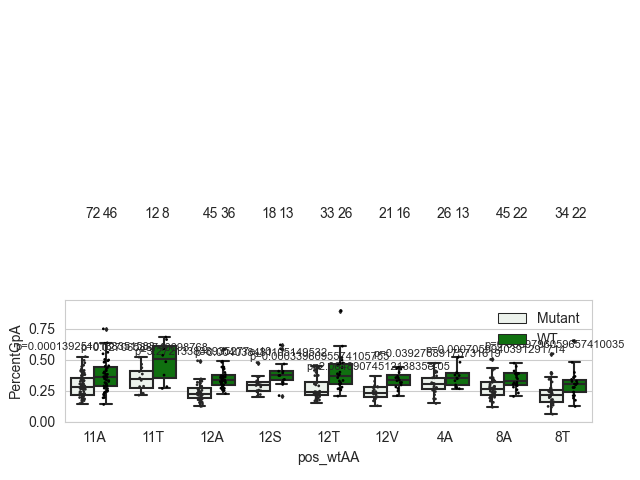 72 46 12 8 45 36 18 13 33 26 21 16 26 13 45 22 34 22
Mutant
WT
0.75
0.50
0.25
0.00
PercentGpA
11A 11T 12A 12S 12T 12V 4A 8A 8T
pos_wtAA